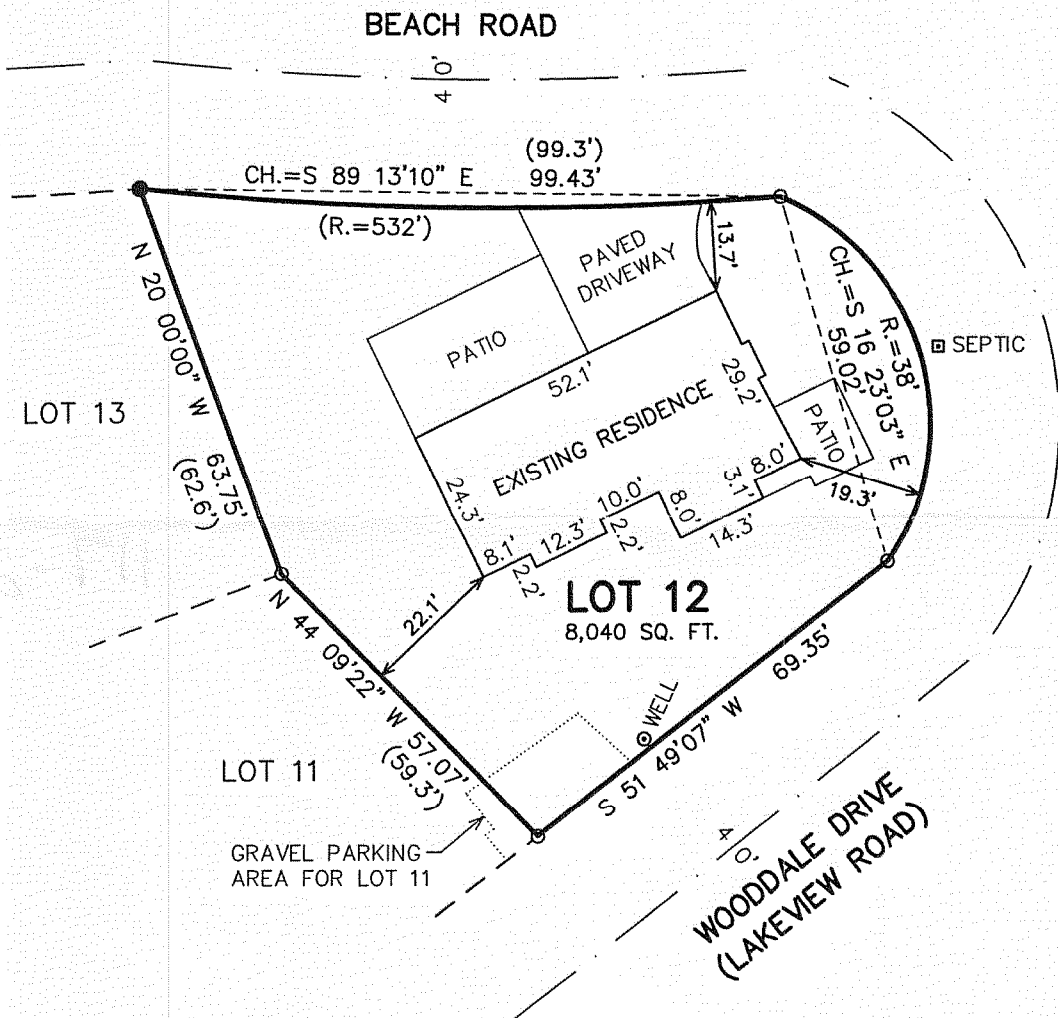 BEACH ROAD
40'
(99.3')
CH.=S 89 13'10" E 99.43'
(R.=532')
N 20 00'00" W 63.75'
(62.6')
LOT 13
PAVED
DRIVEWAY
13.7'
PATIO
52.1'
EXISTING RESIDENCE
29.2'
24.3'
R.=38'
CH.=S 16 23'03" E
59.02'
SEPTIC
PATIO
19.3'
8.1'
2.2'
12.3'
10.0'
2.2'
8.0'
14.3'
3.1'
8.0'
22.1'
LOT 12
8,040 SQ. FT.
N 44 09'22" W 57.07'
(59.3')
WELL
S 51 49'07" W 69.35'
LOT 11
GRAVEL PARKING
AREA FOR LOT 11
40'
WOODDALE DRIVE
(LAKEVIEW ROAD)